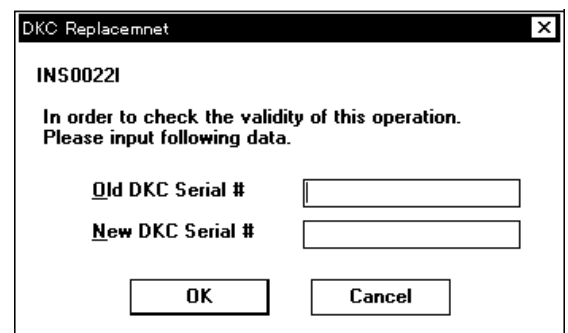 DKC Replacemnet
INS0022I
In order to check the validity of this operation.
Please input following data.
Old DKC Serial #
New DKC Serial #
OK
Cancel